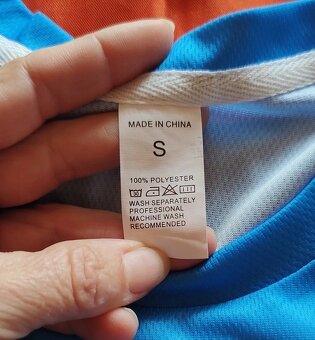 MADE IN CHINA
S
100% POLYESTER
WASH SEPARATELY
PROFESSIONAL
MACHINE WASH
RECOMMENDED